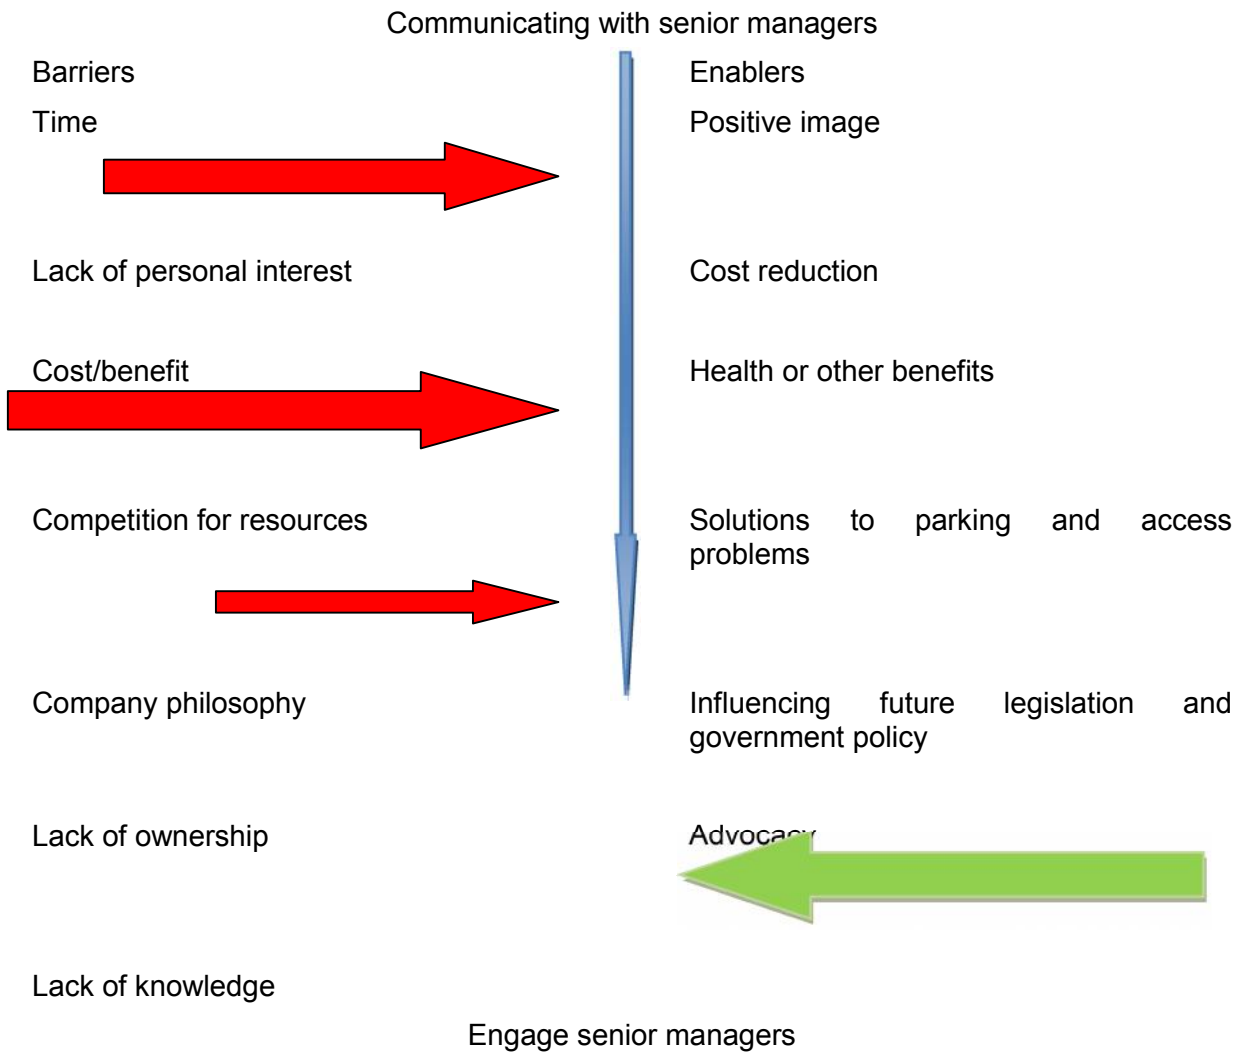 Communicating with senior managers
Barriers
Enablers
Time
Positive image
Lack of personal interest
Cost reduction
Cost/benefit
Health or other benefits
Competition for resources
Solutions to parking and access
problems
Company philosophy
Influencing future legislation and
government policy
Lack of ownership
Advocacy
Lack of knowledge
Engage senior managers